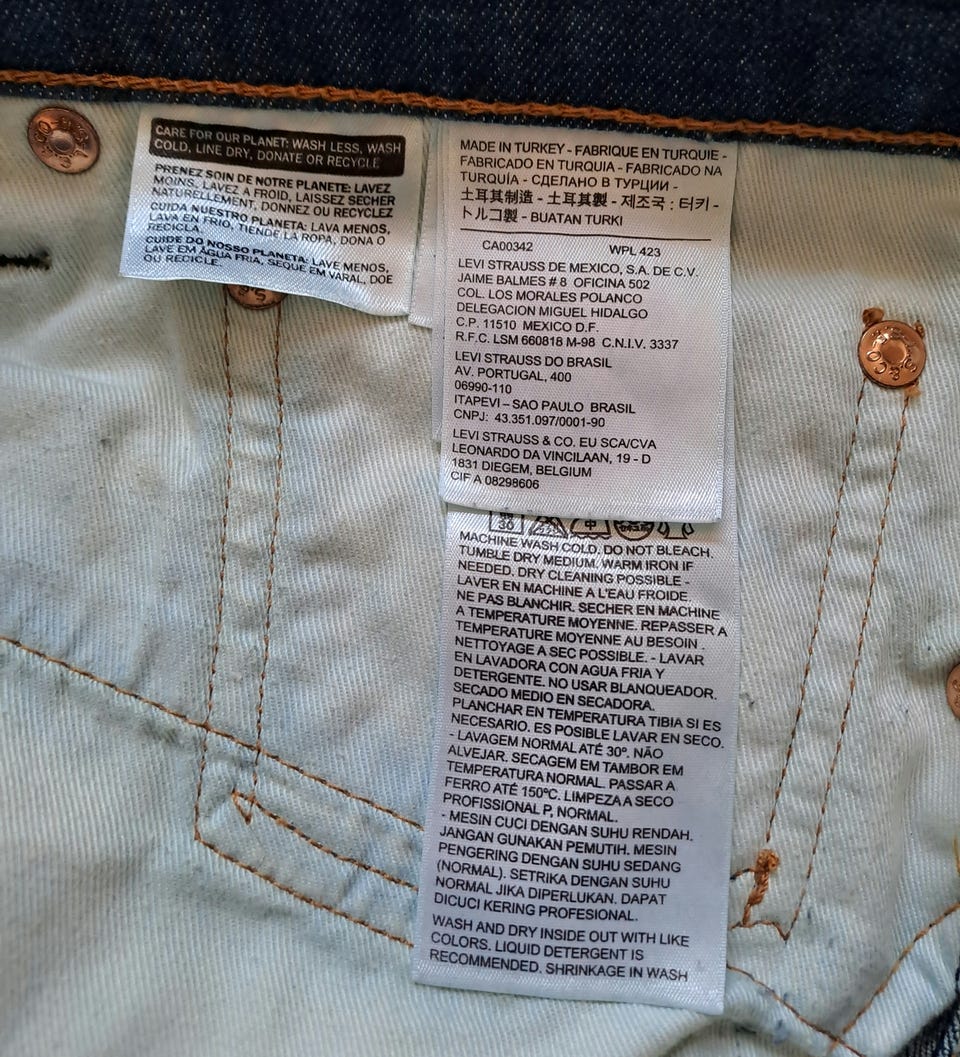 CARE FOR OUR PLANET: WASH LESS, WASH
COLD, LINE DRY, DONATE OR RECYCLE
PRENEZ SOIN DE NOTRE PLANETE: LAVEZ
MOINS, LAVEZ A FROID, LAISSEZ SECHER
NATURELLEMENT, DONNEZ OU RECYCLEZ
CUIDA NUESTRO PLANETA: LAVA MENOS,
LAVA EN FRIO, TIENDE LA ROPA, DONA O
RECICLA.
CUIDE DO NOSSO PLANETA: LAVE MENOS,
LAVE EM ÁGUA FRIA, SEQUE EM VARAL, DOE
OU RECICLE.
MADE IN TURKEY - FABRIQUE EN TURQUIE -
FABRICADO EN TURQUIA - FABRICADO NA
TURQUÍA - СДЕЛАНО В ТУРЦИИ -
土耳其制造 - 土耳其製 - 제조국 : 터키 -
トルコ製 - BUATAN TURKI
CA00342 WPL 423
LEVI STRAUSS DE MEXICO, S.A. DE C.V.
JAIME BALMES # 8 OFICINA 502
COL. LOS MORALES POLANCO
DELEGACION MIGUEL HIDALGO
C.P. 11510 MEXICO D.F.
R.F.C. LSM 660818 M-98 C.N.I.V. 3337
LEVI STRAUSS DO BRASIL
AV. PORTUGAL, 400
06990-110
ITAPEVI – SAO PAULO BRASIL
CNPJ: 43.351.097/0001-90
LEVI STRAUSS & CO. EU SCA/CVA
LEONARDO DA VINCILAAN, 19 - D
1831 DIEGEM, BELGIUM
CIF A 08298606
30 中
MACHINE WASH COLD. DO NOT BLEACH.
TUMBLE DRY MEDIUM. WARM IRON IF
NEEDED. DRY CLEANING POSSIBLE -
LAVER EN MACHINE A L'EAU FROIDE.
NE PAS BLANCHIR. SECHER EN MACHINE
A TEMPERATURE MOYENNE. REPASSER A
TEMPERATURE MOYENNE AU BESOIN .
NETTOYAGE A SEC POSSIBLE. - LAVAR
EN LAVADORA CON AGUA FRIA Y
DETERGENTE. NO USAR BLANQUEADOR.
SECADO MEDIO EN SECADORA.
PLANCHAR EN TEMPERATURA TIBIA SI ES
NECESARIO. ES POSIBLE LAVAR EN SECO.
- LAVAGEM NORMAL ATÉ 30º. NÃO
ALVEJAR. SECAGEM EM TAMBOR EM
TEMPERATURA NORMAL. PASSAR A
FERRO ATÉ 150ºC. LIMPEZA A SECO
PROFISSIONAL P, NORMAL.
- MESIN CUCI DENGAN SUHU RENDAH.
JANGAN GUNAKAN PEMUTIH. MESIN
PENGERING DENGAN SUHU SEDANG
(NORMAL). SETRIKA DENGAN SUHU
NORMAL JIKA DIPERLUKAN. DAPAT
DICUCI KERING PROFESIONAL.
WASH AND DRY INSIDE OUT WITH LIKE
COLORS. LIQUID DETERGENT IS
RECOMMENDED. SHRINKAGE IN WASH